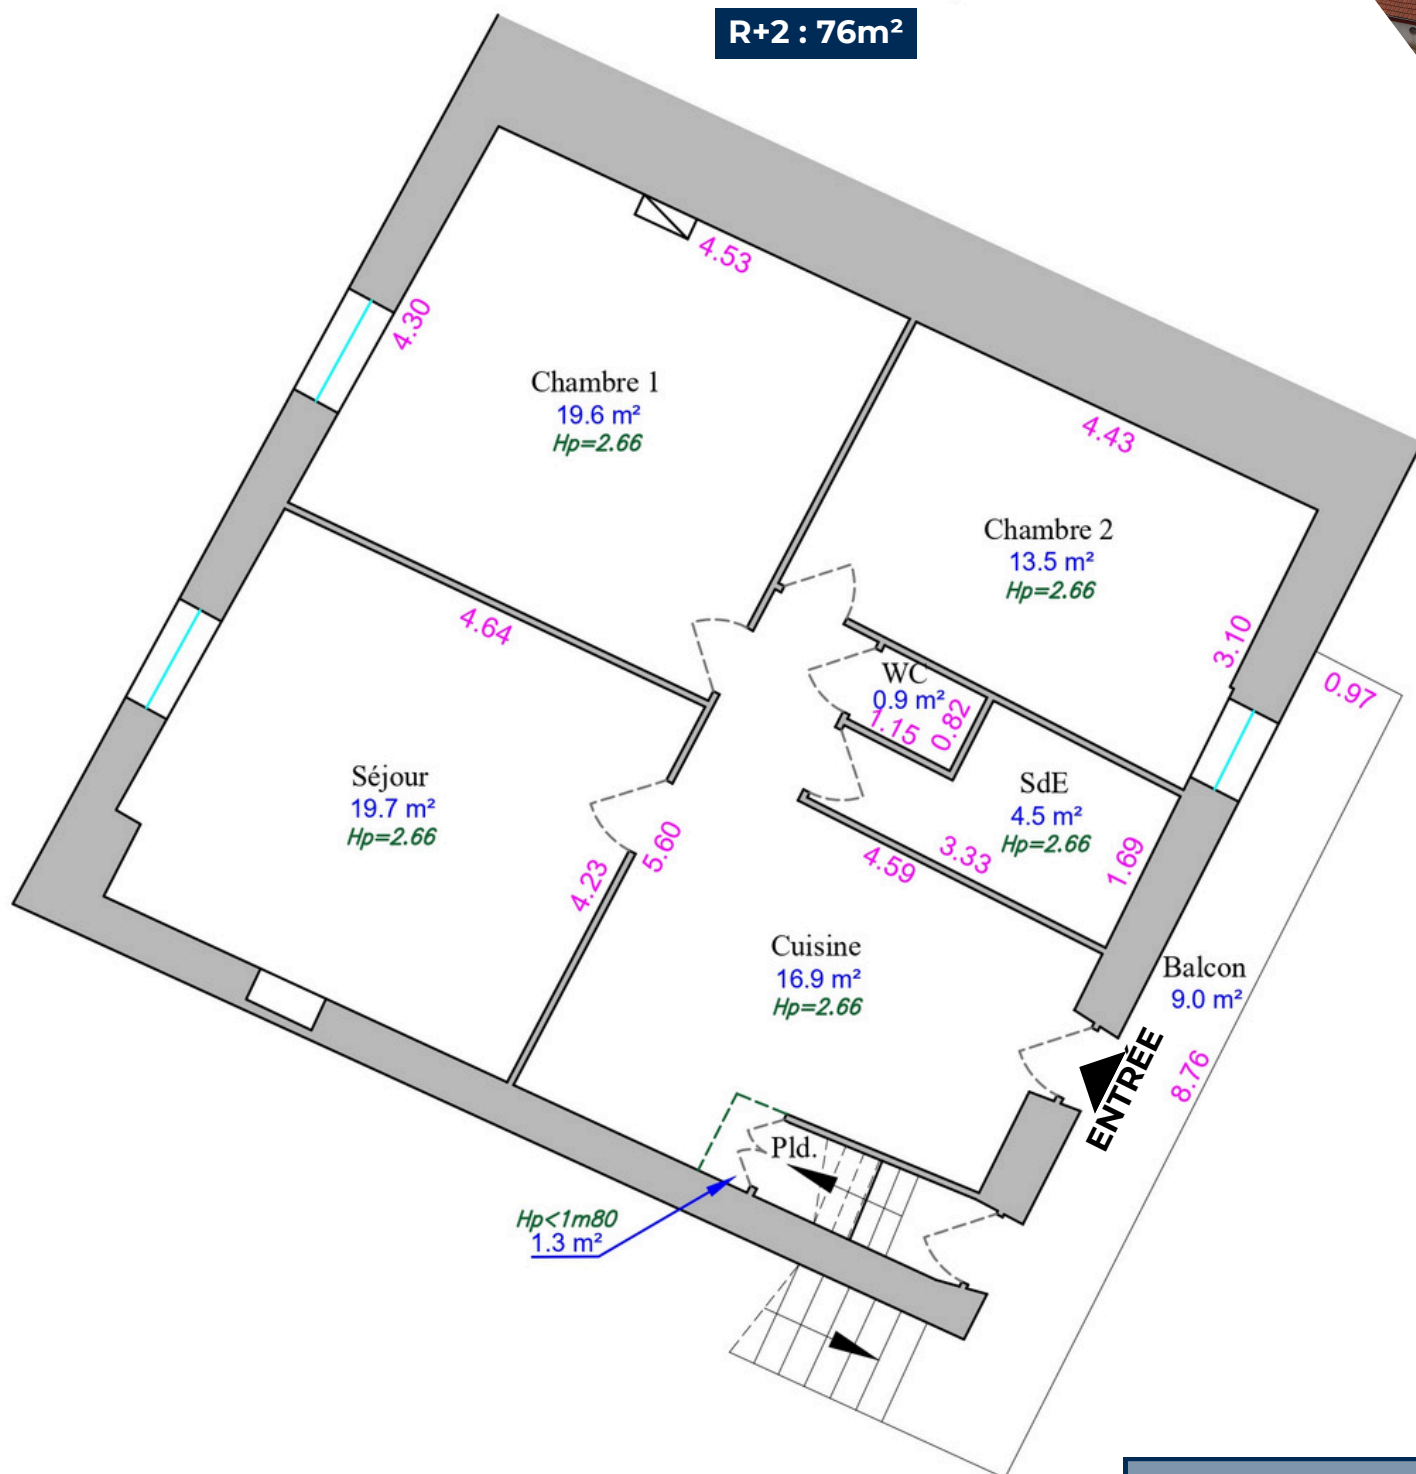 R+2 : 76m²
4.53
4.30
Chambre 1
19.6 m²
Hp=2.66
4.43
Chambre 2
13.5 m²
Hp=2.66
3.10
4.64
WC
0.9 m²
1.15
0.82
0.97
Séjour
19.7 m²
Hp=2.66
SdE
4.5 m²
Hp=2.66
4.23
5.60
4.59
3.33
1.69
Cuisine
16.9 m²
Hp=2.66
Balcon
9.0 m²
ENTRÉE
8.76
Pld.
Hp<1m80
1.3 m²